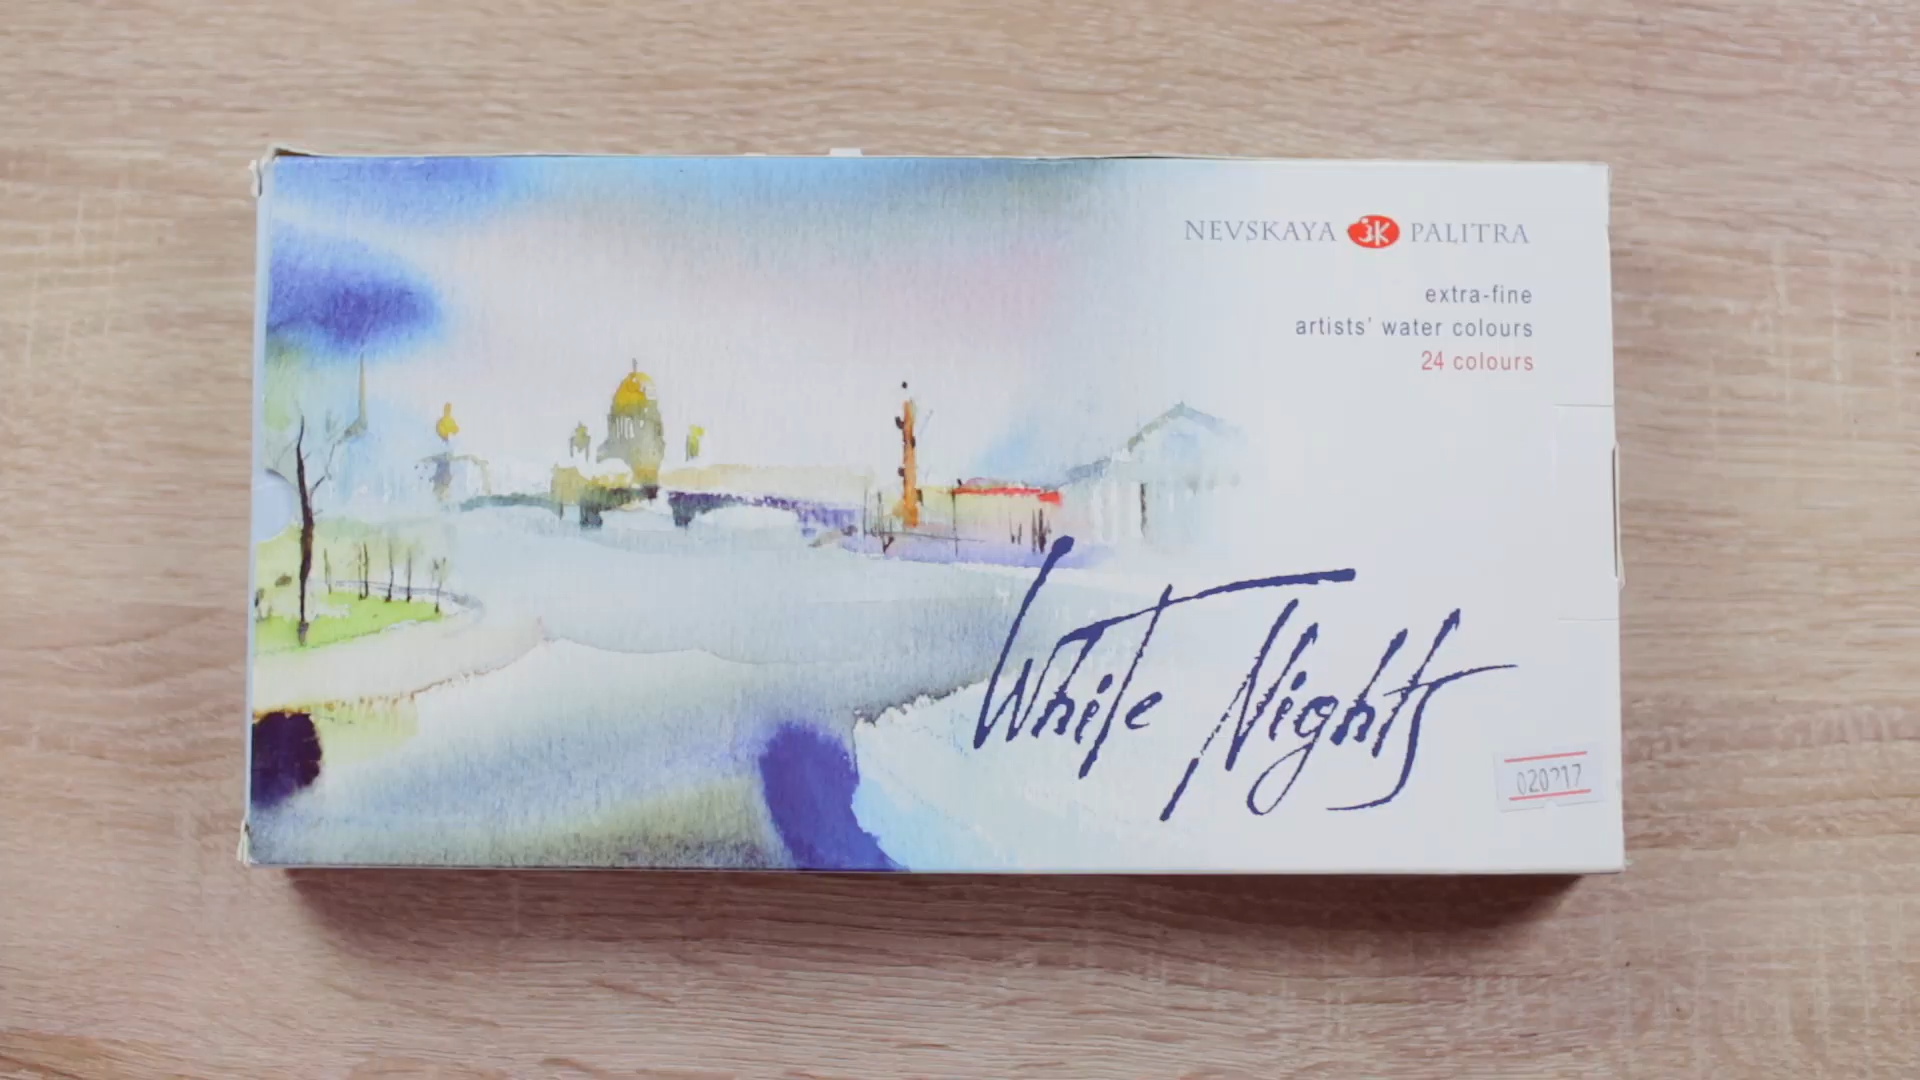 NEVSKAYA ЗК PALITRA
extra-fine
artists' water colours
24 colours
White Nights